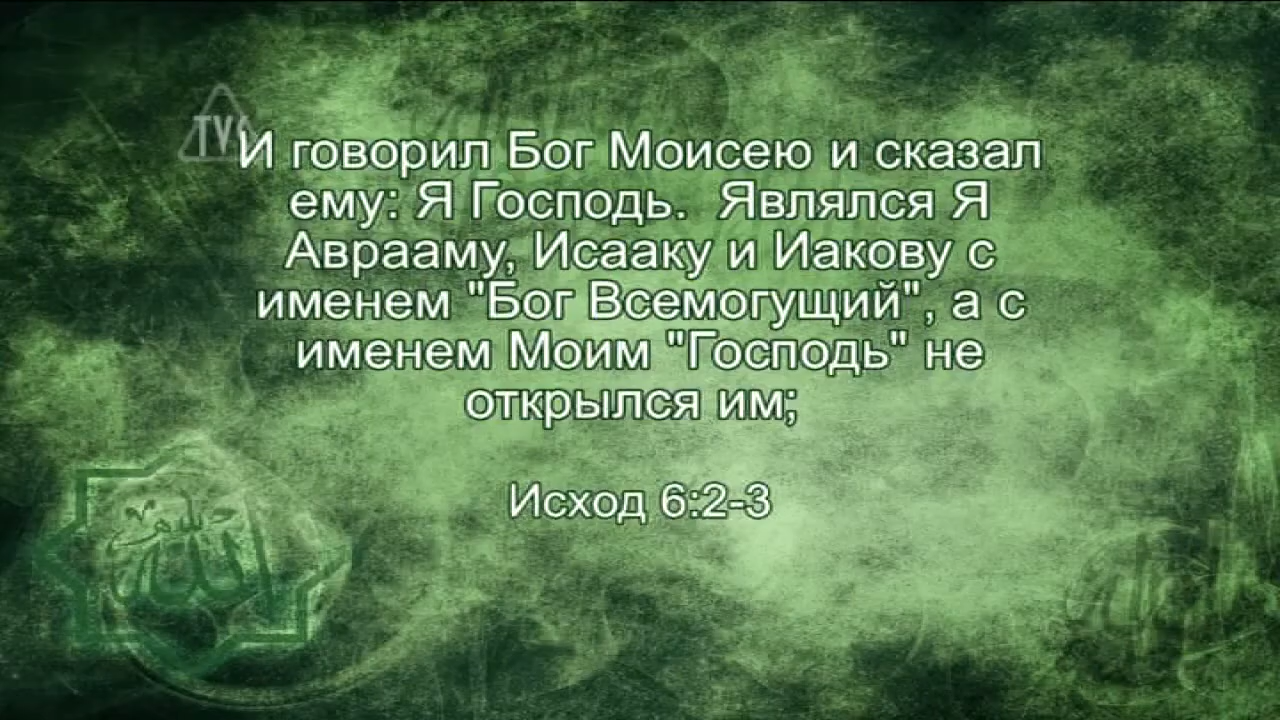 И говорил Бог Моисею и сказал
ему: Я Господь. Являлся Я
Аврааму, Исааку и Иакову с
именем "Бог Всемогущий", а с
именем Моим "Господь" не
открылся им;
Исход 6:2-3
الله